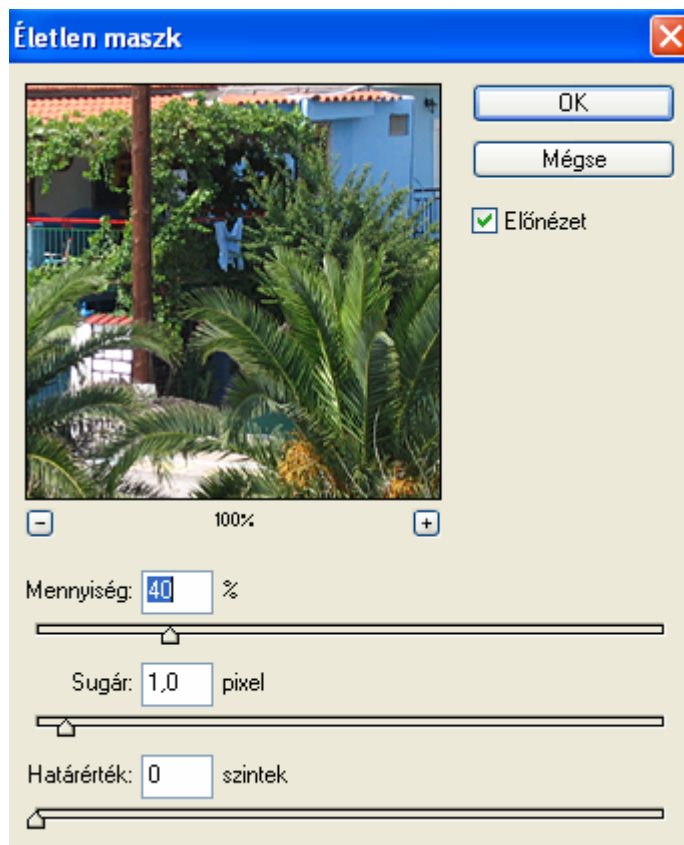 Életlen maszk
OK
Mégse
Előnézet
100%
Mennyiség: 40 %
Sugár: 1,0 pixel
Határérték: 0 szintek